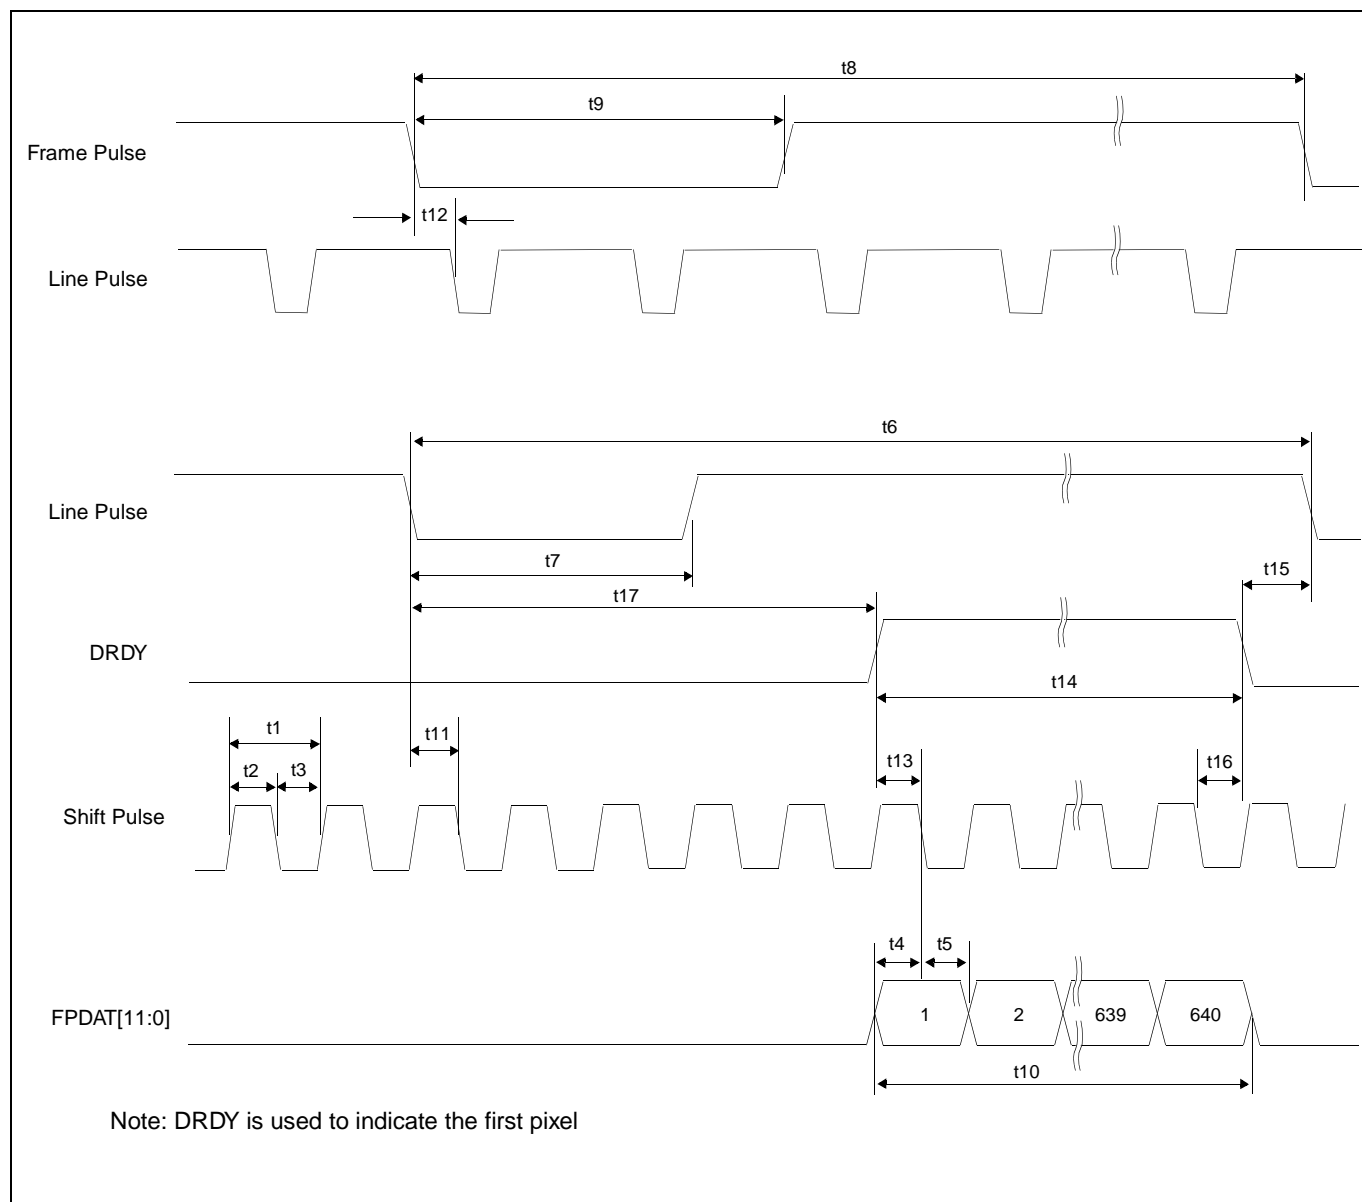 t8
t9
Frame Pulse
t12
Line Pulse
t6
Line Pulse
t7
t15
t17
DRDY
t14
t1
t11
t2 t3
t13
t16
Shift Pulse
t4 t5
FPDAT[11:0]
1 2 639 640
t10
Note: DRDY is used to indicate the first pixel